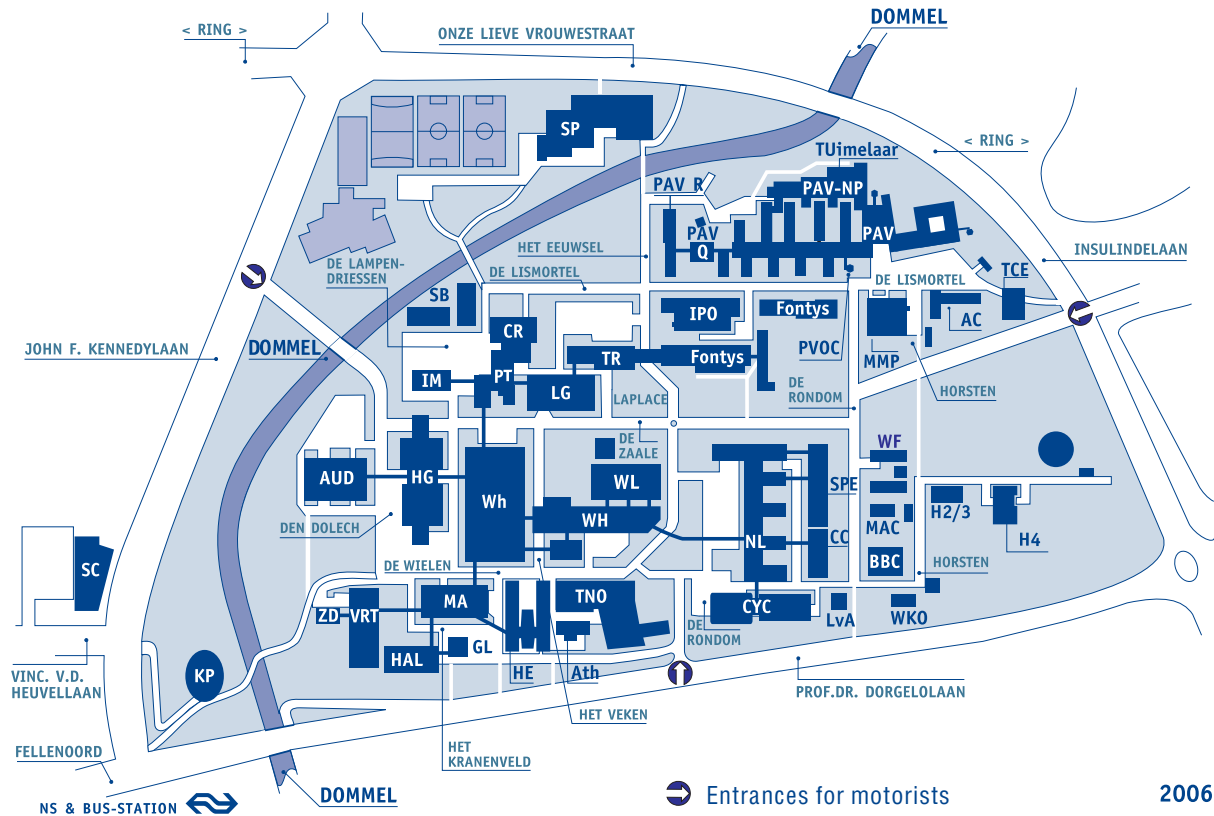 DOMMEL
< RING >
ONZE LIEVE VROUWESTRAAT
SP
< RING >
TUimelaar
PAV R
PAV-NP
PAV
Q
PAV
HET EEUWSEL
INSULINDELAAN
DE LAMPEN-
DRIESSEN
DE LISMORTEL
DE LISMORTEL
TCE
SB
CR
IPO
Fontys
AC
JOHN F. KENNEDYLAAN
DOMMEL
TR
Fontys
PVOC
MMP
IM
PT
LG
LAPLACE
DE
RONDOM
HORSTEN
DE
ZAALE
WF
AUD
HG
Wh
WL
SPE
WH
MAC
H2/3
DEN DOLECH
NL
CC
H4
SC
DE WIELEN
BBC
HORSTEN
ZD
VRT
MA
TNO
CYC
LvA
WKO
DE
RONDOM
HAL
GL
HE
Ath
KP
VINC. V.D.
HEUVELLAAN
PROF.DR. DORGELOLAAN
HET VEKEN
FELLENOORD
HET
KRANENVELD
NS & BUS-STATION
DOMMEL
Entrances for motorists
2006